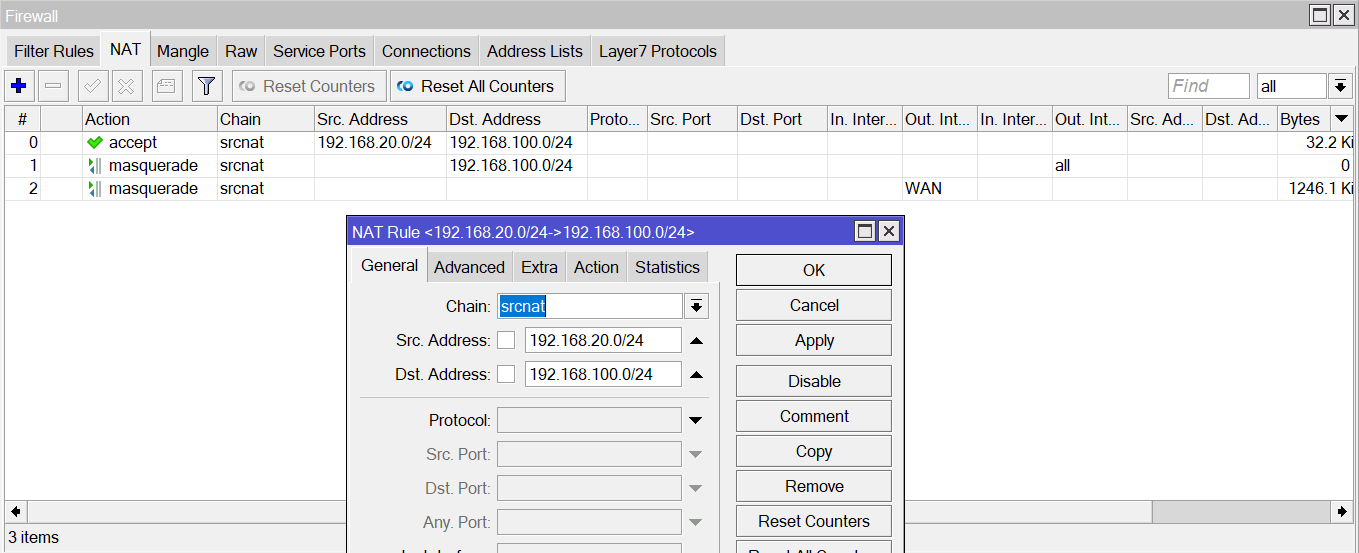 Firewall
Filter Rules NAT Mangle Raw Service Ports Connections Address Lists Layer7 Protocols
Reset Counters Reset All Counters Find all
# Action Chain Src. Address Dst. Address Proto... Src. Port Dst. Port In. Inter... Out. Int... In. Inter... Out. Int... Src. Ad... Dst. Ad... Bytes
0 accept srcnat 192.168.20.0/24 192.168.100.0/24 32.2 Ki
1 masquerade srcnat 192.168.100.0/24 all 0
2 masquerade srcnat WAN 1246.1 Ki
NAT Rule <192.168.20.0/24->192.168.100.0/24>
General Advanced Extra Action Statistics
Chain: srcnat
Src. Address: 192.168.20.0/24
Dst. Address: 192.168.100.0/24
Protocol:
Src. Port:
Dst. Port:
Any. Port:
OK
Cancel
Apply
Disable
Comment
Copy
Remove
Reset Counters
3 items